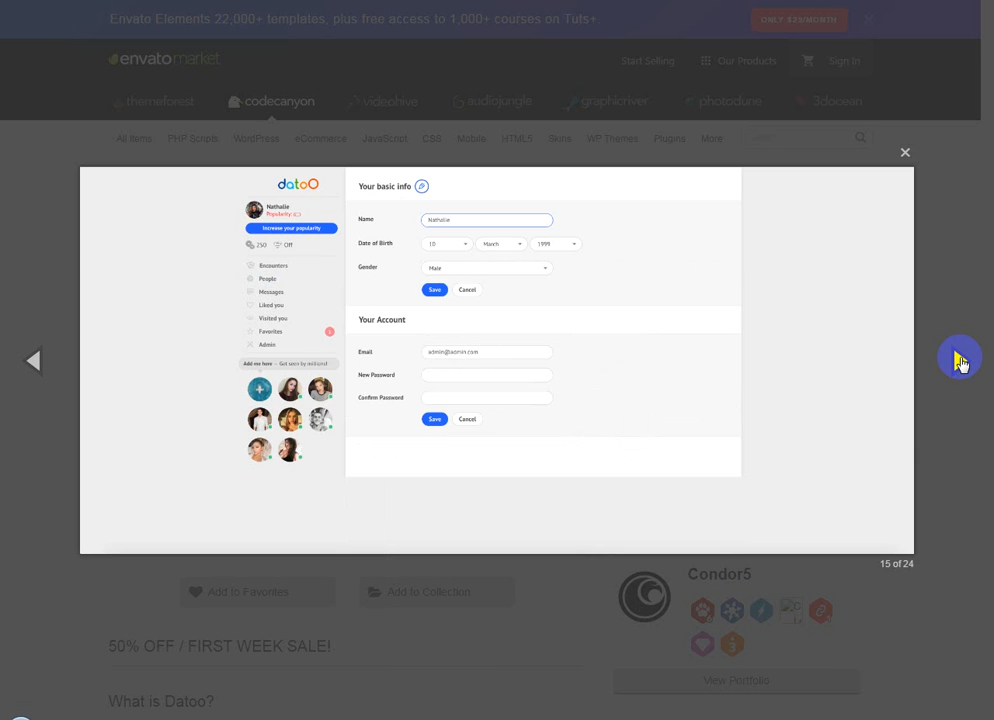 Envato Elements 22,000+ templates, plus free access to 1,000+ courses on Tuts+.
ONLY $29/MONTH
envatomarket
Start Selling
Our Products
Sign In
themeforest
codecanyon
videohive
audiojungle
graphicriver
photodune
3docean
All Items
PHP Scripts
WordPress
eCommerce
JavaScript
CSS
Mobile
HTML5
Skins
WP Themes
Plugins
More
datoo
Nathalie
Popularity:
Increase your popularity
250
Off
Encounters
People
Messages
Liked you
Visited you
Favorites
Admin
Add me here - Get seen by millions!
Your basic info
Name
Nathalie
Date of Birth
10
March
1999
Gender
Male
Save
Cancel
Your Account
Email
admin@admin.com
New Password
Confirm Password
Save
Cancel
15 of 24
Add to Favorites
Add to Collection
Condor5
50% OFF / FIRST WEEK SALE!
View Portfolio
What is Datoo?